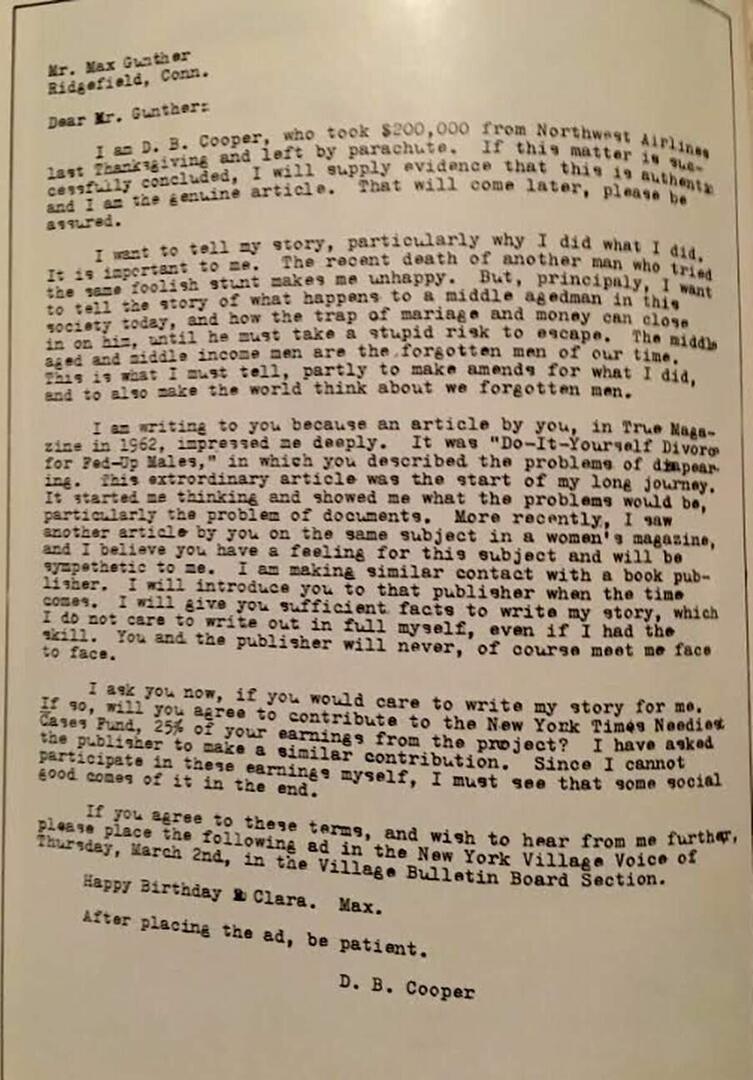 Mr. Max Gunther
Ridgefield, Conn.
Dear Mr. Gunther:
I am D. B. Cooper, who took $200,000 from Northwest Airlines
last Thanksgiving and left by parachute. If this matter is suc-
cessfully concluded, I will supply evidence that this is authentic
and I am the genuine article. That will come later, please be
assured.
I want to tell my story, particularly why I did what I did.
It is important to me. The recent death of another man who tried
the same foolish stunt makes me unhappy. But, principaly, I want
to tell the story of what happens to a middle agedman in this
society today, and how the trap of mariage and money can close
in on him, until he must take a stupid risk to escape. The middle
aged and middle income men are the forgotten men of our time.
This is what I must tell, partly to make amends for what I did,
and to also make the world think about we forgotten men.
I am writing to you because an article by you, in True Maga-
zine in 1962, impressed me deeply. It was "Do-It-Yourself Divorce
for Fed-Up Males," in which you described the problems of disapear-
ing. This extrordinary article was the start of my long journey.
It started me thinking and showed me what the problems would be,
particularly the problem of documents. More recently, I saw
another article by you on the same subject in a women's magazine,
and I believe you have a feeling for this subject and will be
sympathetic to me. I am making similar contact with a book pub-
lisher. I will introduce you to that publisher when the time
comes. I will give you sufficient facts to write my story, which
I do not care to write out in full myself, even if I had the
skill. You and the publisher will never, of course meet me face
to face.
I ask you now, if you would care to write my story for me.
If so, will you agree to contribute to the New York Times Neediest
Cases Fund, 25% of your earnings from the project? I have asked
the publisher to make a similar contribution. Since I cannot
participate in these earnings myself, I must see that some social
good comes of it in the end.
If you agree to these terms, and wish to hear from me further,
please place the following ad in the New York Village Voice of
Thursday, March 2nd, in the Village Bulletin Board Section.
Happy Birthday Clara. Max.
After placing the ad, be patient.
D. B. Cooper